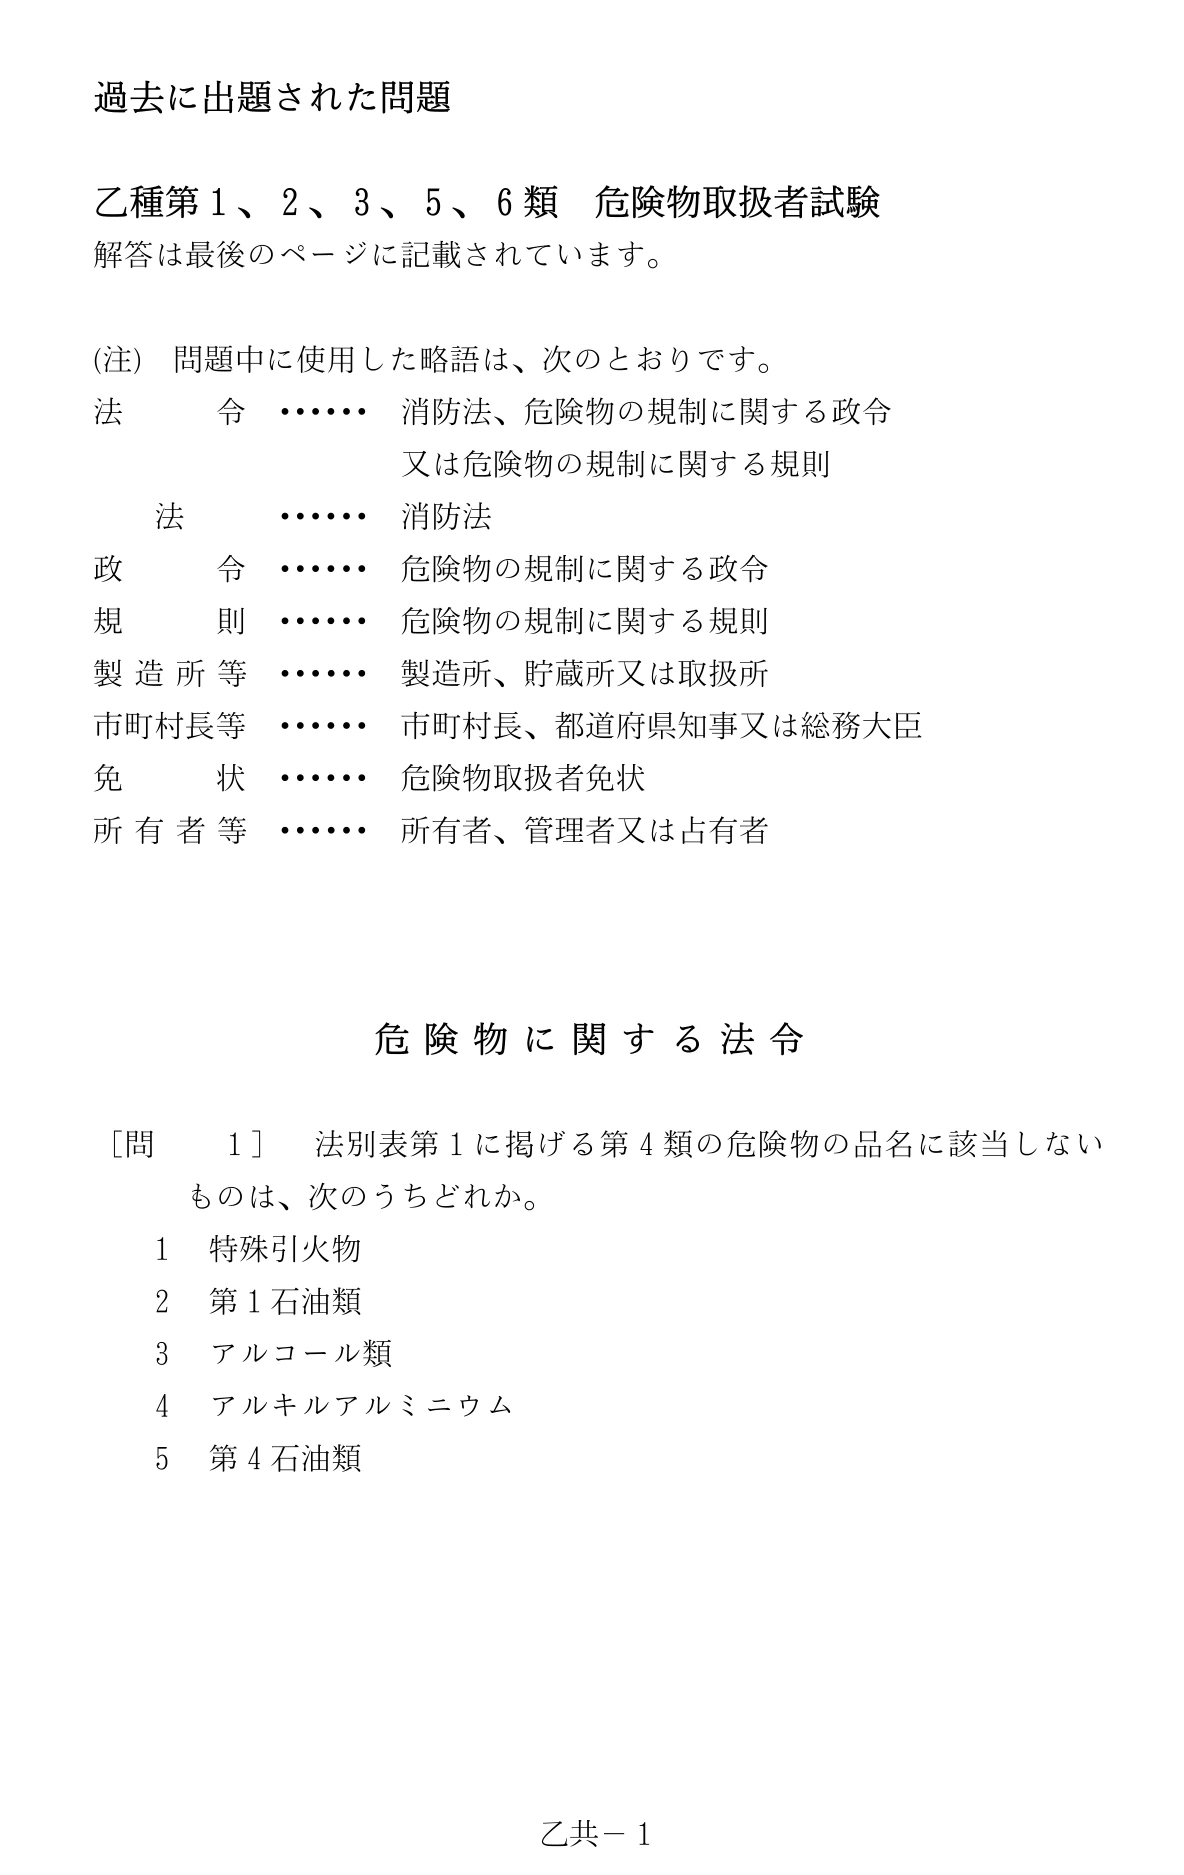 過去に出題された問題
乙種第1、2、3、5、6類　危険物取扱者試験
解答は最後のページに記載されています。
(注)　問題中に使用した略語は、次のとおりです。
法　　　令　••••••　消防法、危険物の規制に関する政令
又は危険物の規制に関する規則
法　　　••••••　消防法
政　　　令　••••••　危険物の規制に関する政令
規　　　則　••••••　危険物の規制に関する規則
製 造 所 等　••••••　製造所、貯蔵所又は取扱所
市町村長等　••••••　市町村長、都道府県知事又は総務大臣
免　　　状　••••••　危険物取扱者免状
所 有 者 等　••••••　所有者、管理者又は占有者
危 険 物 に 関 す る 法 令
［問　　1］　法別表第1に掲げる第4類の危険物の品名に該当しない
ものは、次のうちどれか。
1　特殊引火物
2　第1石油類
3　アルコール類
4　アルキルアルミニウム
5　第4石油類
乙共－1